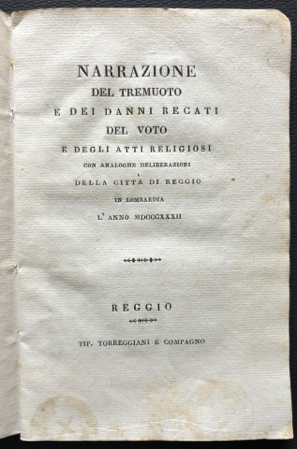 NARRAZIONE
DEL TREMUOTO
E DEI DANNI RECATI
DEL VOTO
E DEGLI ATTI RELIGIOSI
CON ANALOGHE DELIBERAZIONI
DELLA CITTÀ DI REGGIO
IN LOMBARDIA
L'ANNO MDCCCXXXII
REGGIO
TIP. TORREGGIANI E COMPAGNO